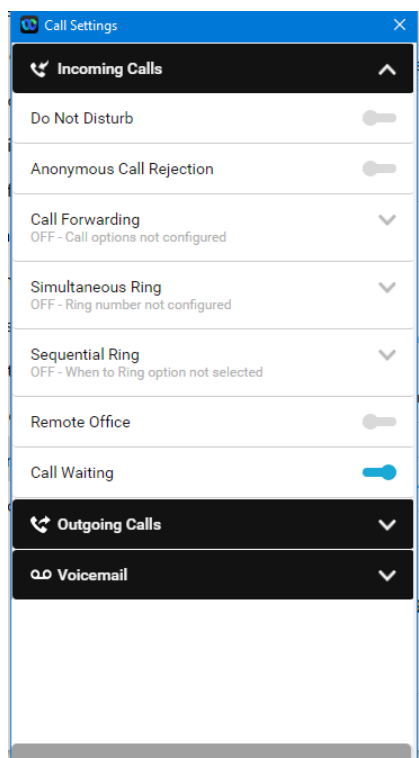 Call Settings
Incoming Calls
Do Not Disturb
Anonymous Call Rejection
Call Forwarding
OFF - Call options not configured
Simultaneous Ring
OFF - Ring number not configured
Sequential Ring
OFF - When to Ring option not selected
Remote Office
Call Waiting
Outgoing Calls
Voicemail